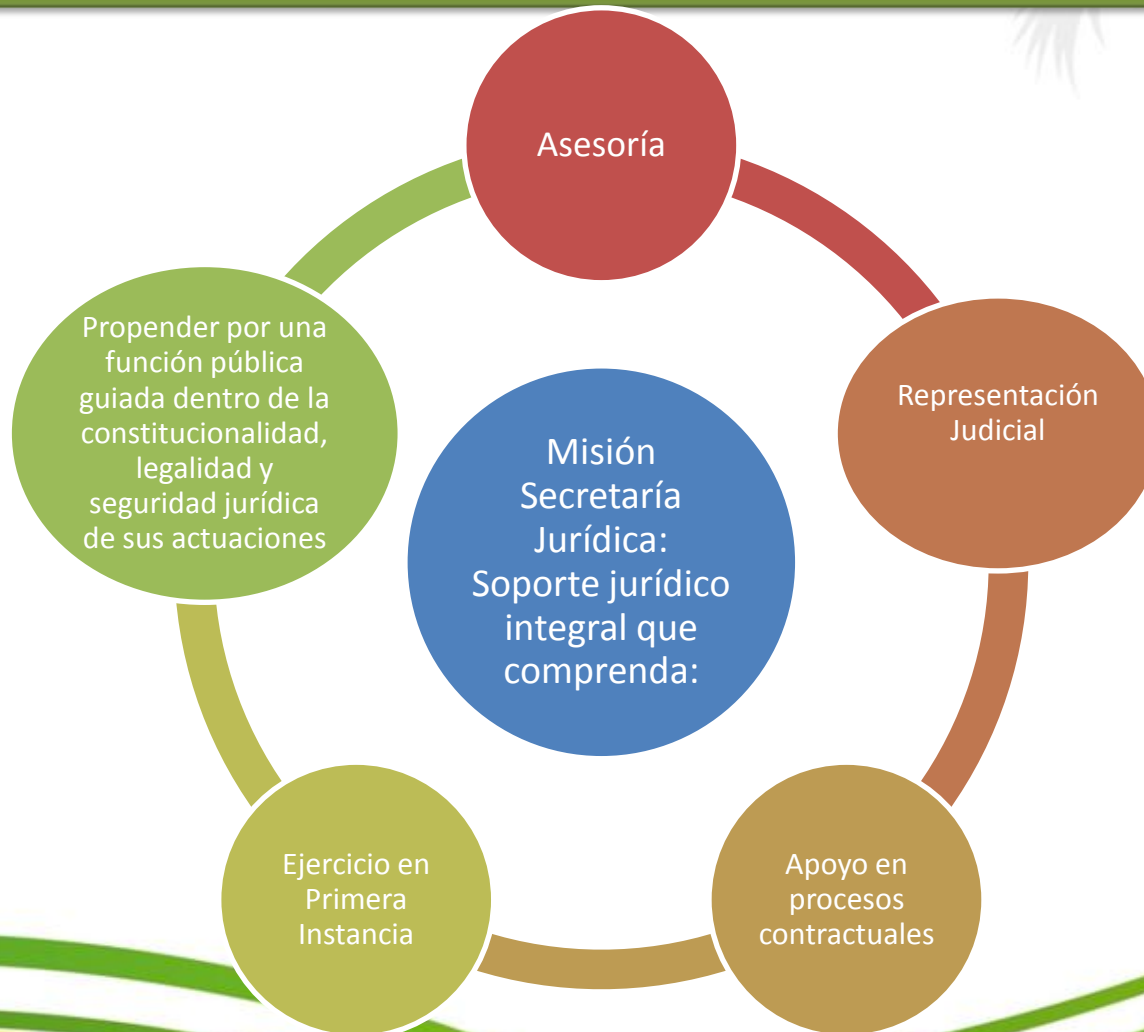 Asesoría
Representación
Judicial
Apoyo en
procesos
contractuales
Ejercicio en
Primera
Instancia
Propender por una
función pública
guiada dentro de la
constitucionalidad,
legalidad y
seguridad jurídica
de sus actuaciones
Misión
Secretaría
Jurídica:
Soporte jurídico
integral que
comprenda: